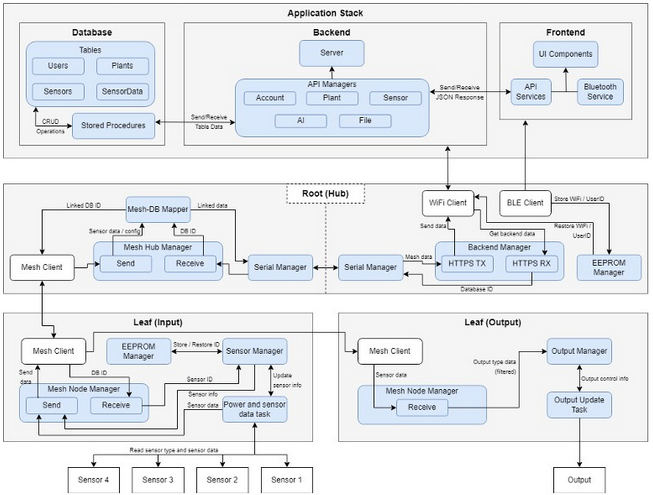 Application Stack
Database
Tables
Users
Plants
Sensors
SensorData
CRUD
Operations
Stored Procedures
Send/Receive
Table Data
Backend
Server
API Managers
Account
Plant
Sensor
AI
File
Send/Receive
JSON Response
Frontend
UI Components
API
Services
Bluetooth
Service
Root (Hub)
Linked DB ID
Mesh-DB Mapper
Linked data
Sensor data / config
DB ID
Mesh Client
Mesh Hub Manager
Send
Receive
Serial Manager
Serial Manager
Mesh data
WiFi Client
BLE Client
Store WiFi / UserID
Send data
Get backend data
Restore WiFi /
UserID
Backend Manager
HTTPS TX
HTTPS RX
Database ID
EEPROM
Manager
Leaf (Input)
Mesh Client
EEPROM
Manager
Store / Restore ID
Sensor Manager
Send
data
DB ID
Update
sensor info
Mesh Node Manager
Send
Receive
Sensor ID
Sensor info
Sensor data
Power and sensor
data task
Read sensor type and sensor data
Sensor 4
Sensor 3
Sensor 2
Sensor 1
Leaf (Output)
Mesh Client
Sensor data
Mesh Node Manager
Receive
Output type data
(filtered)
Output Manager
Output control info
Output Update
Task
Output